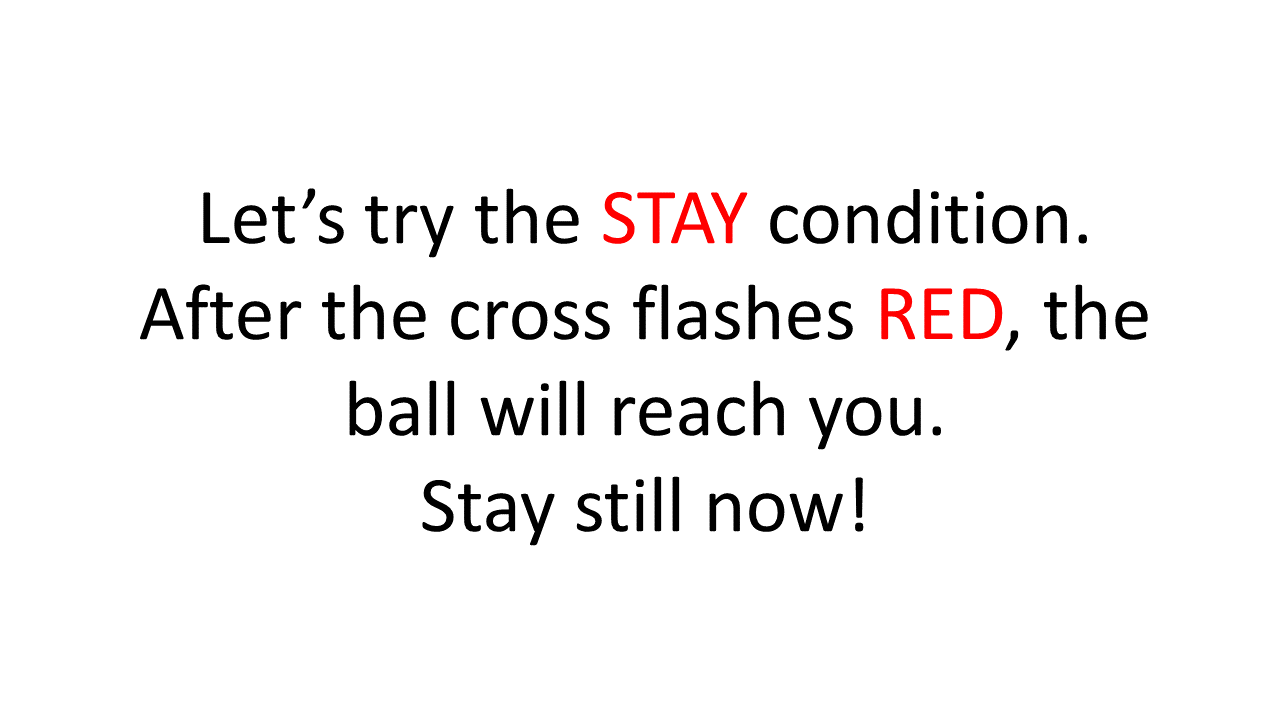 Let’s try the STAY condition.
After the cross flashes RED, the
ball will reach you.
Stay still now!